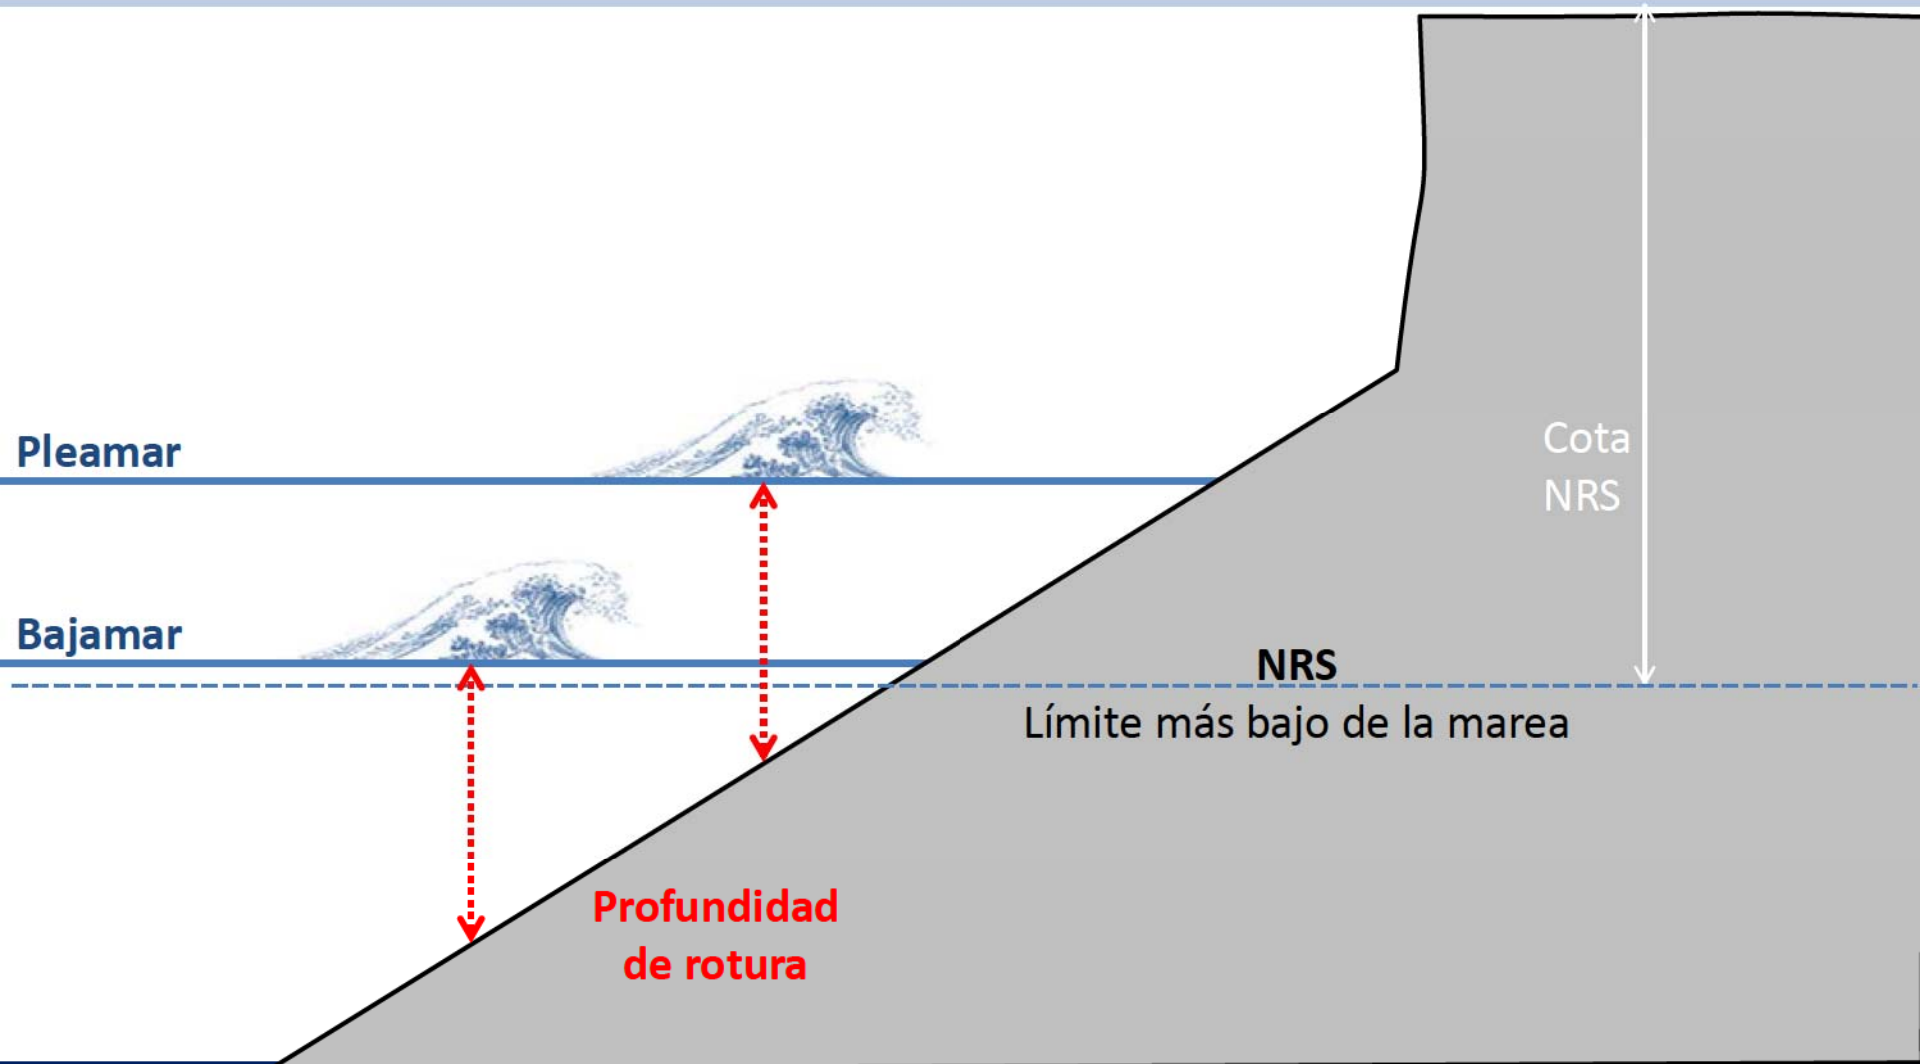 Pleamar
Cota
NRS
Bajamar
NRS
Límite más bajo de la marea
Profundidad
de rotura